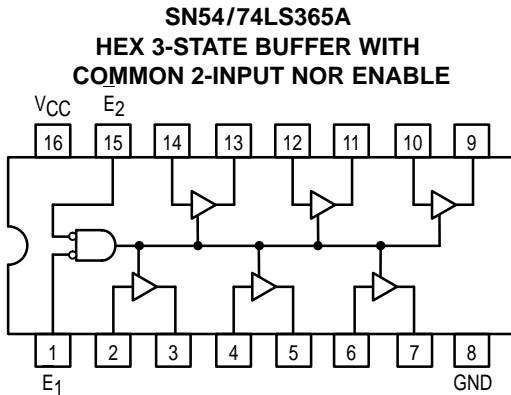 SN54/74LS365A
HEX 3-STATE BUFFER WITH
COMMON 2-INPUT NOR ENABLE
VCC E2
16 15 14 13 12 11 10 9
1 2 3 4 5 6 7 8
E1 GND